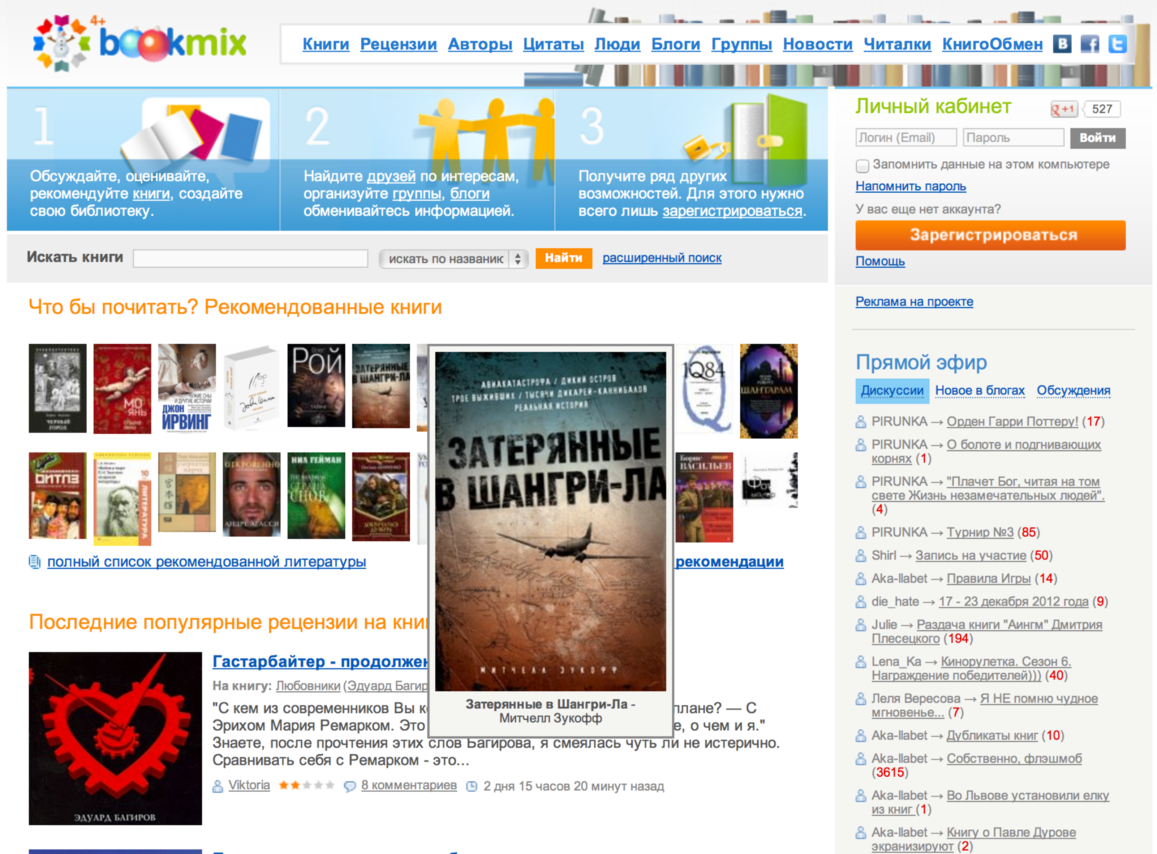 4+
bookmix
Книги Рецензии Авторы Цитаты Люди Блоги Группы Новости Читалки КнигоОбмен
1
Обсуждайте, оценивайте,
рекомендуйте книги, создайте
свою библиотеку.
2
Найдите друзей по интересам,
организуйте группы, блоги
обменивайтесь информацией.
3
Получите ряд других
возможностей. Для этого нужно
всего лишь зарегистрироваться.
Искать книги
искать по названик
Найти
расширенный поиск
Что бы почитать? Рекомендованные книги
МО
ЯНЬ
ДЖОН
ИРВИНГ
РОЙ
ЗАТЕРЯННЫЕ
В ШАНГРИ-ЛА
1Q84
ШАНТАРАМ
ОТКРОВЕННО
АНДРЕ АГАССИ
НИЛ ГЕЙМАН
СТРАНА
СНОВ
10
ЛИТЕРАТУРА
Борис
ВАСИЛЬЕВ
АВИАКАТАСТРОФА / ДИКИЙ ОСТРОВ
ТРОЕ ВЫЖИВШИХ / ТЫСЯЧИ ДИКАРЕЙ-КАННИБАЛОВ
РЕАЛЬНАЯ ИСТОРИЯ
ЗАТЕРЯННЫЕ
В ШАНГРИ-ЛА
МИТЧЕЛЛ ЗУКОФФ
Затерянные в Шангри-Ла -
Митчелл Зукофф
полный список рекомендованной литературы
рекомендации
Последние популярные рецензии на кни
ЭДУАРД БАГИРОВ
Гастарбайтер - продолжен
На книгу: Любовники (Эдуард Багир
"С кем из современников Вы к плане? — С
Эрихом Мария Ремарком. Это е, о чем и я."
Знаете, после прочтения этих слов Багирова, я смеялась чуть ли не истерично.
Сравнивать себя с Ремарком - это...
Viktoria 8 комментариев 2 дня 15 часов 20 минут назад
Личный кабинет
+1 527
Логин (Email) Пароль Войти
Запомнить данные на этом компьютере
Напомнить пароль
У вас еще нет аккаунта?
Зарегистрироваться
Помощь
Реклама на проекте
Прямой эфир
Дискуссии Новое в блогах Обсуждения
PIRUNKA → Орден Гарри Поттеру! (17)
PIRUNKA → О болоте и подгнивающих
корнях (1)
PIRUNKA → "Плачет Бог, читая на том
свете Жизнь незамечательных людей".
(4)
PIRUNKA → Турнир №3 (85)
Shirl → Запись на участие (50)
Aka-llabet → Правила Игры (14)
die_hate → 17 - 23 декабря 2012 года (9)
Julie → Раздача книги "Аингм" Дмитрия
Плесецкого (194)
Lena_Ka → Кинорулетка. Сезон 6.
Награждение победителей))) (40)
Леля Вересова → Я НЕ помню чудное
мгновенье... (7)
Aka-llabet → Дубликаты книг (10)
Aka-llabet → Собственно, флэшмоб
(3615)
Aka-llabet → Во Львове установили елку
из книг (1)
Aka-llabet → Книгу о Павле Дурове
экранизируют (2)